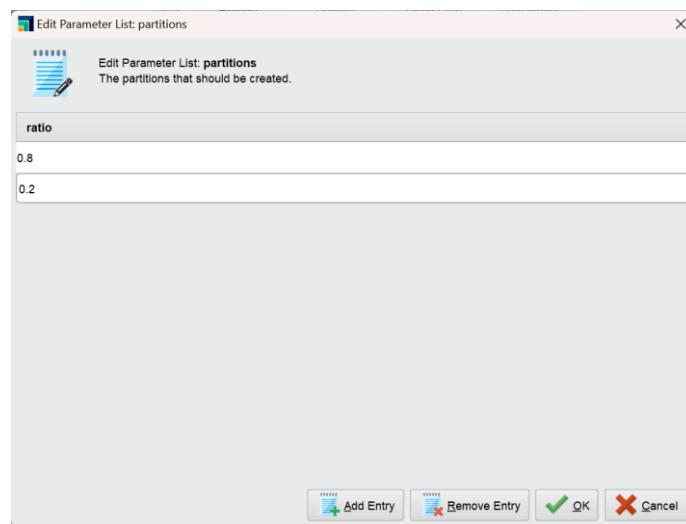 Edit Parameter List: partitions
Edit Parameter List: partitions
The partitions that should be created.
ratio
0.8
0.2
Add Entry
Remove Entry
OK
Cancel